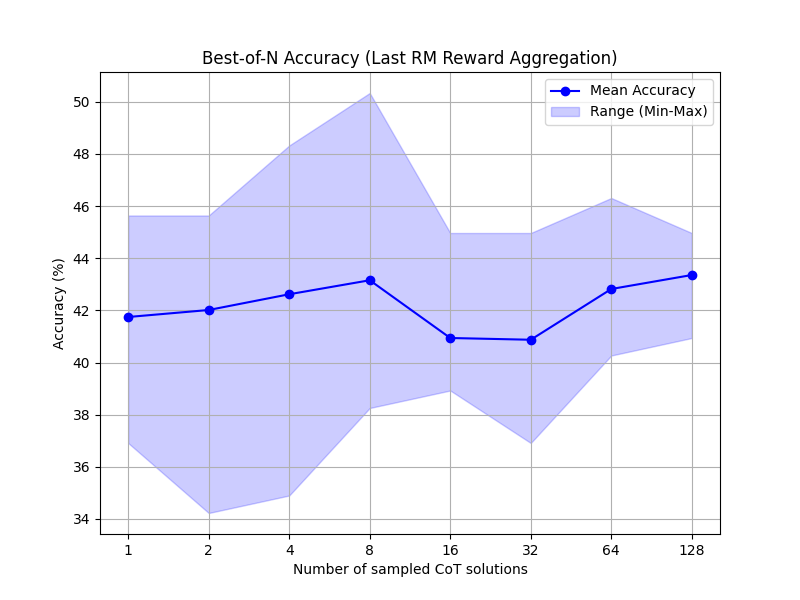 Best-of-N Accuracy (Last RM Reward Aggregation)
Mean Accuracy
Range (Min-Max)
Accuracy (%)
50
48
46
44
42
40
38
36
34
1 2 4 8 16 32 64 128
Number of sampled CoT solutions